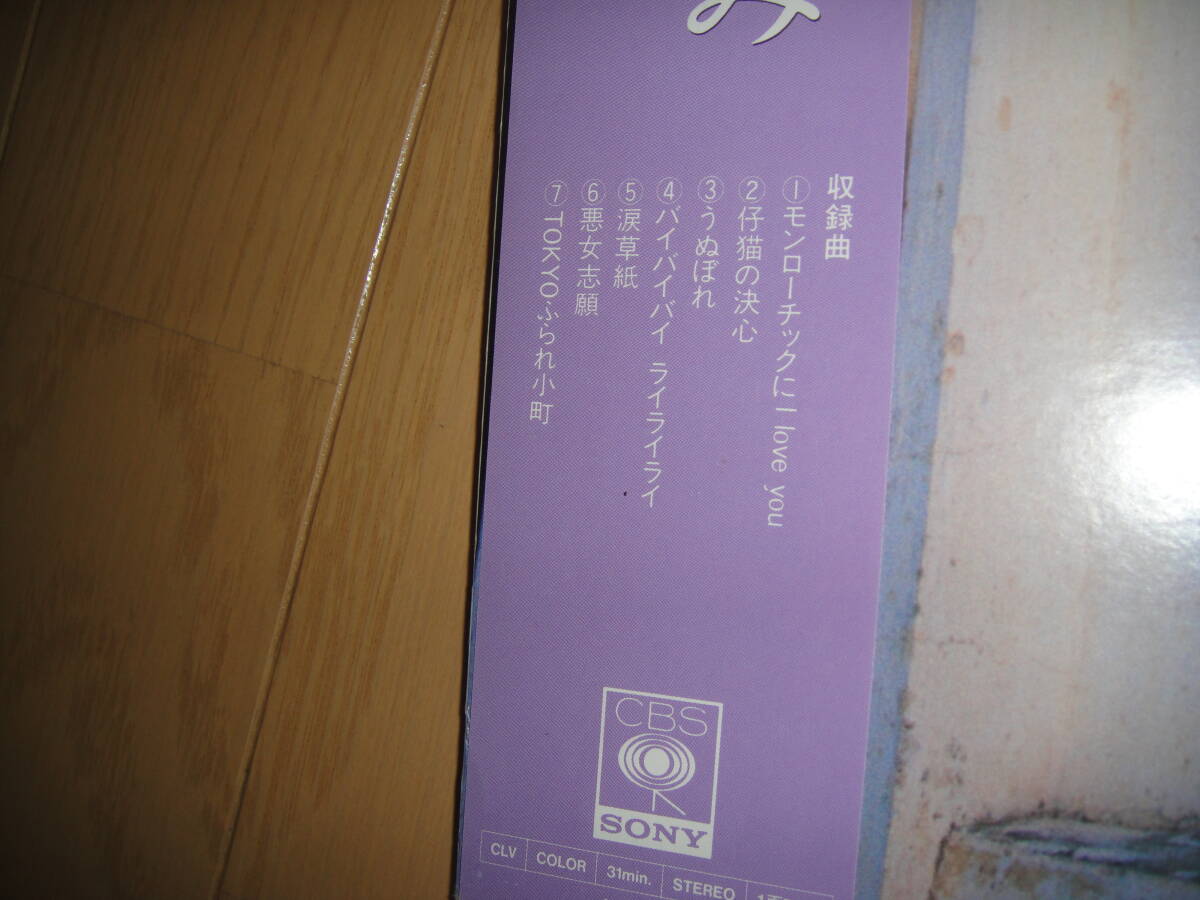 み
収録曲
①モンローチックに I love you
②仔猫の決心
③うぬぼれ
④バイバイバイ ライライライ
⑤涙草紙
⑥悪女志願
⑦TOKYOふられ小町
CBS
SONY
CLV COLOR 31min. STEREO